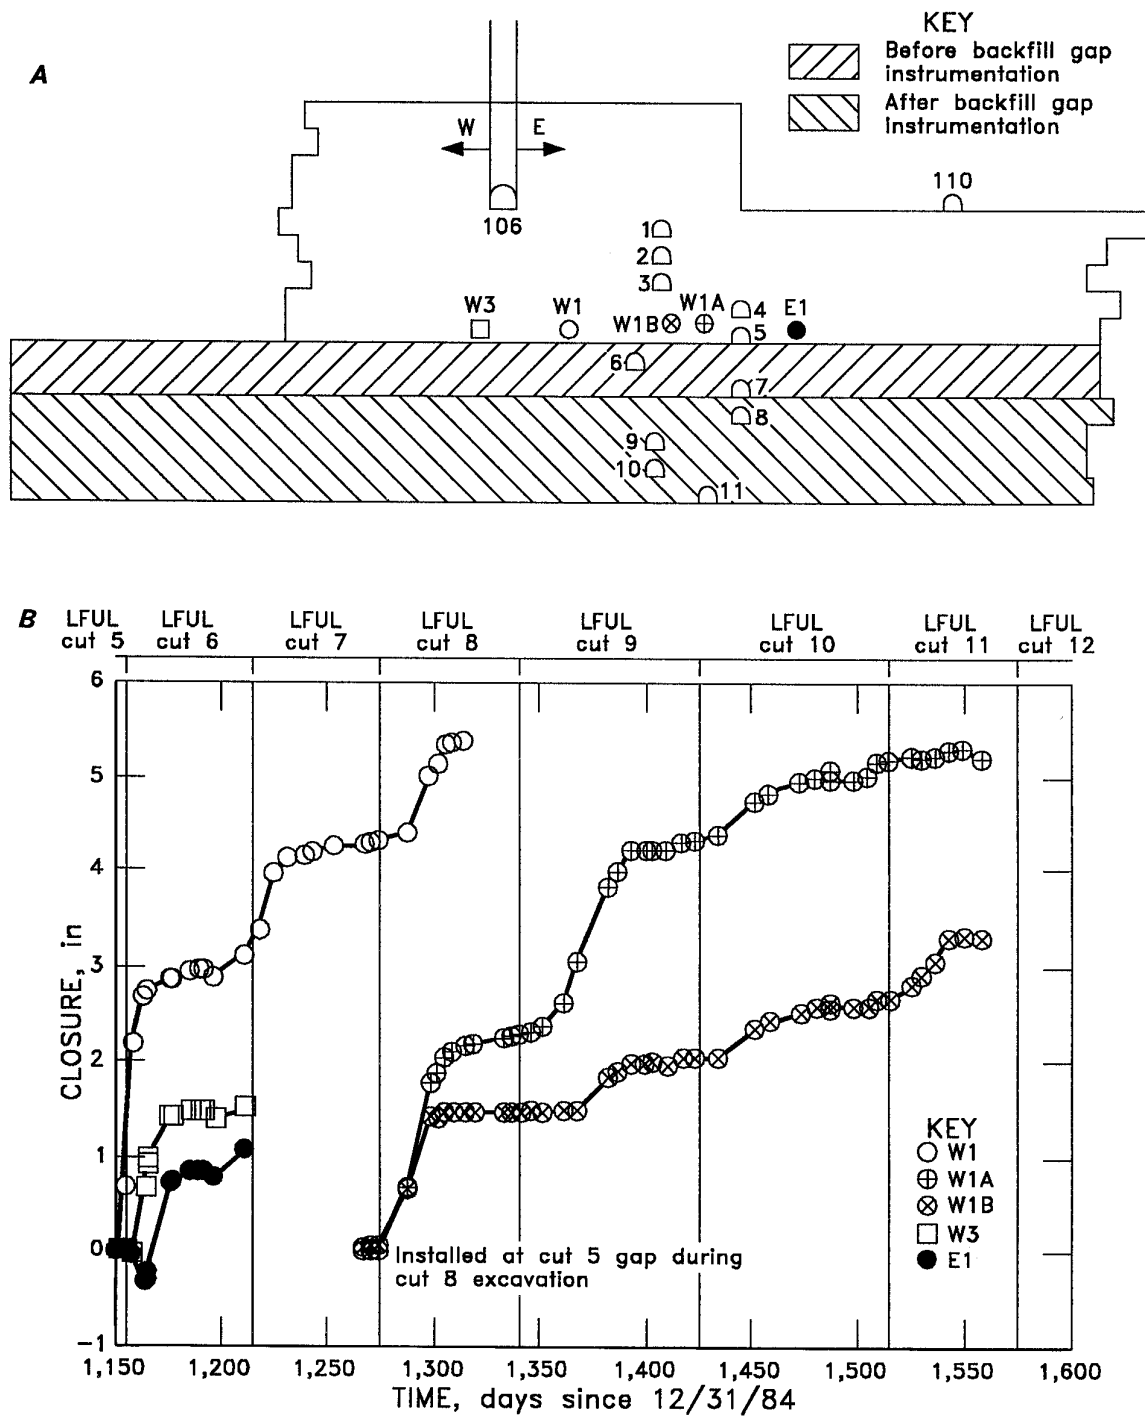 A
KEY
Before backfill gap
instrumentation
After backfill gap
instrumentation
W E
106
110
1
2
3
W3 W1 W1B W1A 4 E1
5
6
7
8
9
10
11
B
LFUL
cut 5
LFUL
cut 6
LFUL
cut 7
LFUL
cut 8
LFUL
cut 9
LFUL
cut 10
LFUL
cut 11
LFUL
cut 12
CLOSURE, in
6
5
4
3
2
1
0
-1
Installed at cut 5 gap during
cut 8 excavation
KEY
W1
W1A
W1B
W3
E1
1,150 1,200 1,250 1,300 1,350 1,400 1,450 1,500 1,550 1,600
TIME, days since 12/31/84